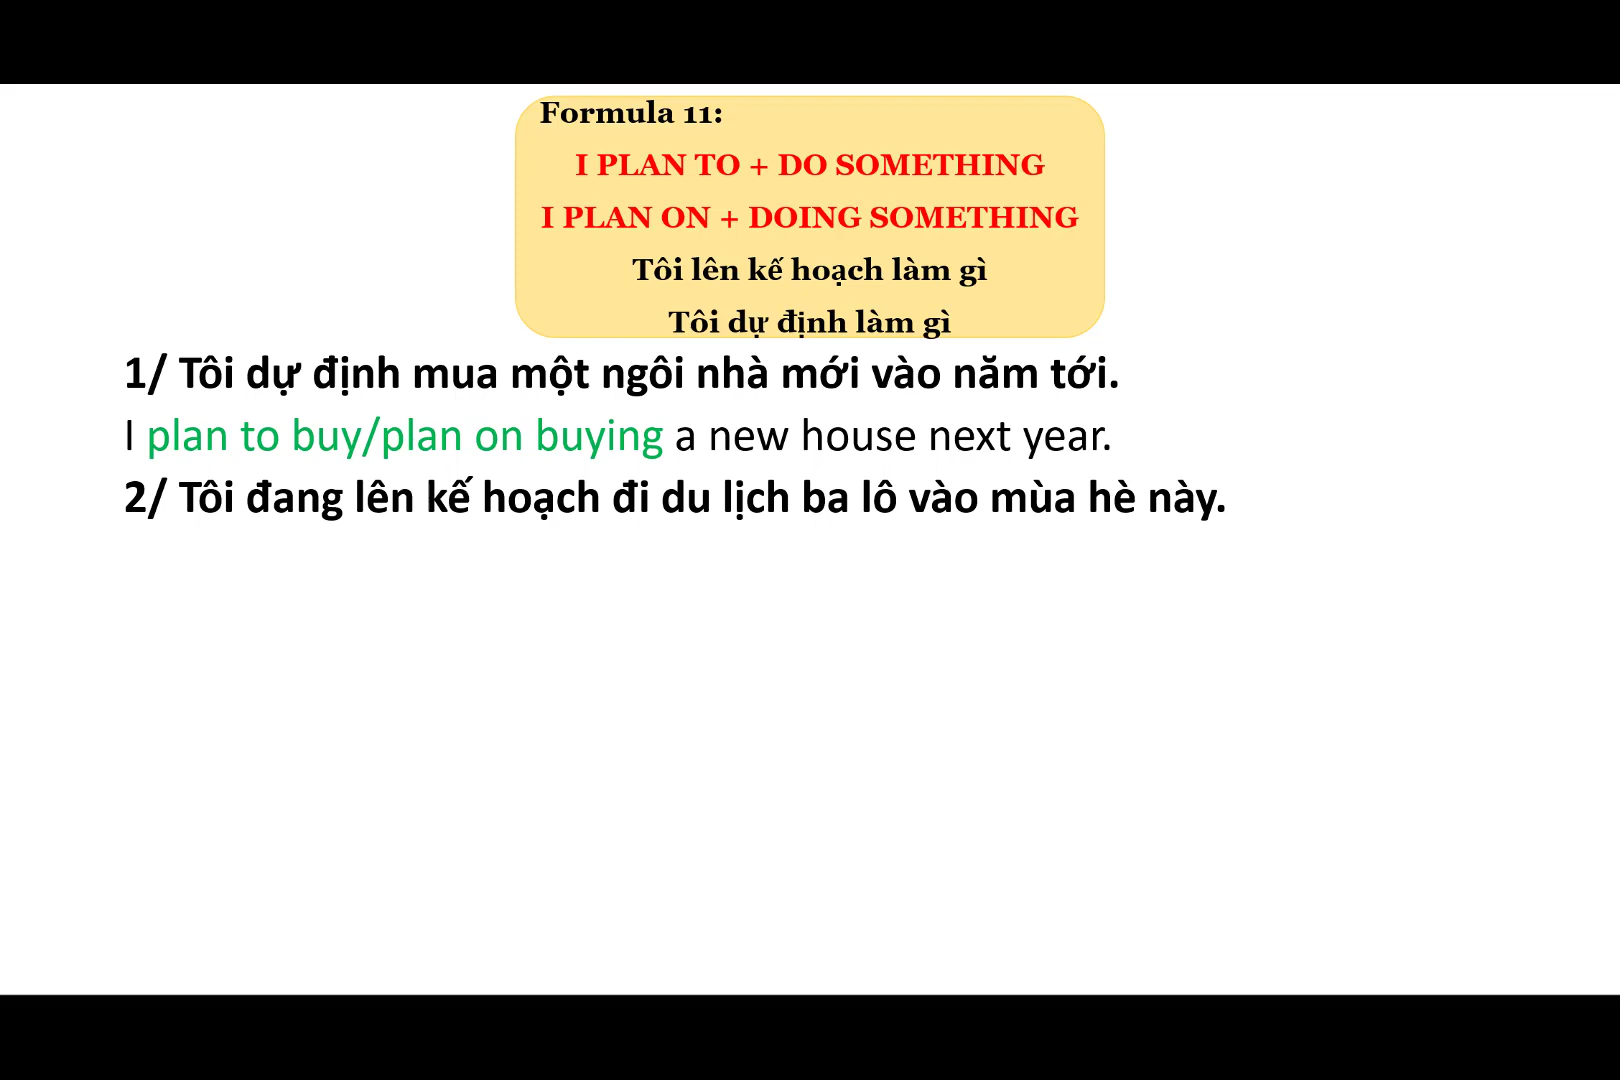 Formula 11:
I PLAN TO + DO SOMETHING
I PLAN ON + DOING SOMETHING
Tôi lên kế hoạch làm gì
Tôi dự định làm gì
1/ Tôi dự định mua một ngôi nhà mới vào năm tới.
I plan to buy/plan on buying a new house next year.
2/ Tôi đang lên kế hoạch đi du lịch ba lô vào mùa hè này.